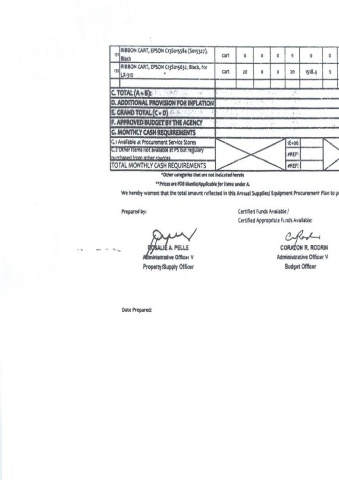 RIBBON CART, EPSON C13S015584 (S015327), Black cart 0 0 0 5 0 0
RIBBON CART, EPSON C13S015632, Black, for LX-310 cart 20 0 0 20 1518.4 5
C. TOTAL (A + B):
D. ADDITIONAL PROVISION FOR INFLATION
E. GRAND TOTAL (C + D)
F. APPROVED BUDGET BY THE AGENCY
G. MONTHLY CASH REQUIREMENTS
G.1 Available at Procurement Service Stores 1E+06
other items not available at PS but regulary purchased from other sources #REF!
TOTAL MONTHLY CASH REQUIREMENTS #REF!
*Other categories that are not indicated herein
**Prices are FOB Manila/Applicable for items under A.
We hereby warrant that the total amount reflected in this Annual Supplies/ Equipment Procurement Plan to
Prepared by: Certified Funds Available /
Certified Appropriate Funds Available:
ROSALIE A. PELLE CORAZON R. RODRIN
Administrative Officer V Administrative Officer V
Property/Supply Officer Budget Officer
Date Prepared: